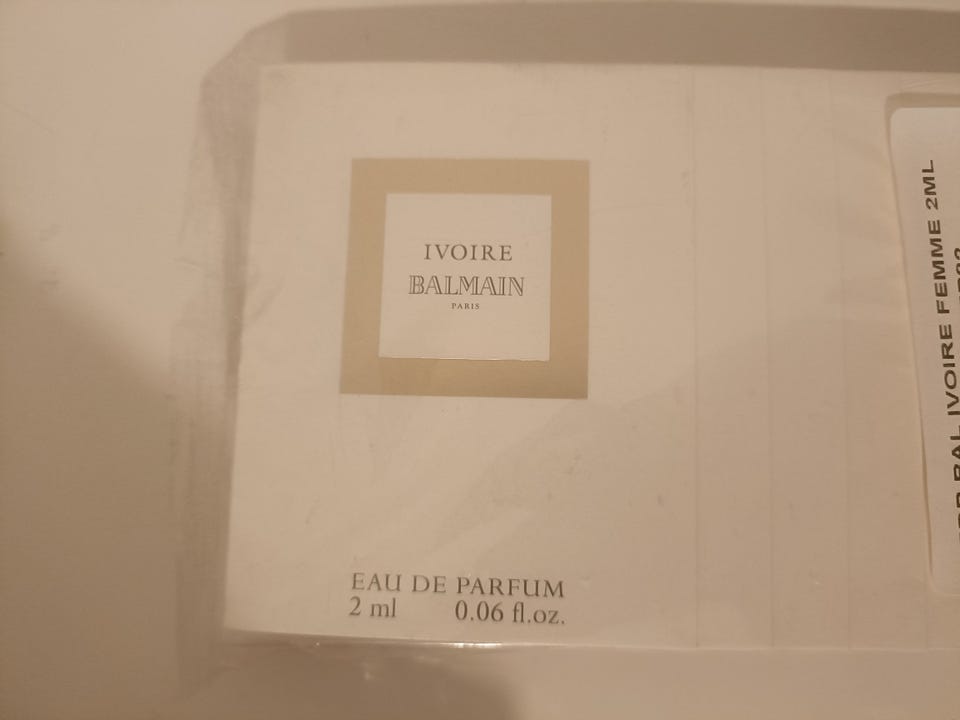 IVOIRE
BALMAIN
PARIS
EAU DE PARFUM
2 ml 0.06 fl.oz.
BAL IVOIRE FEMME 2ML